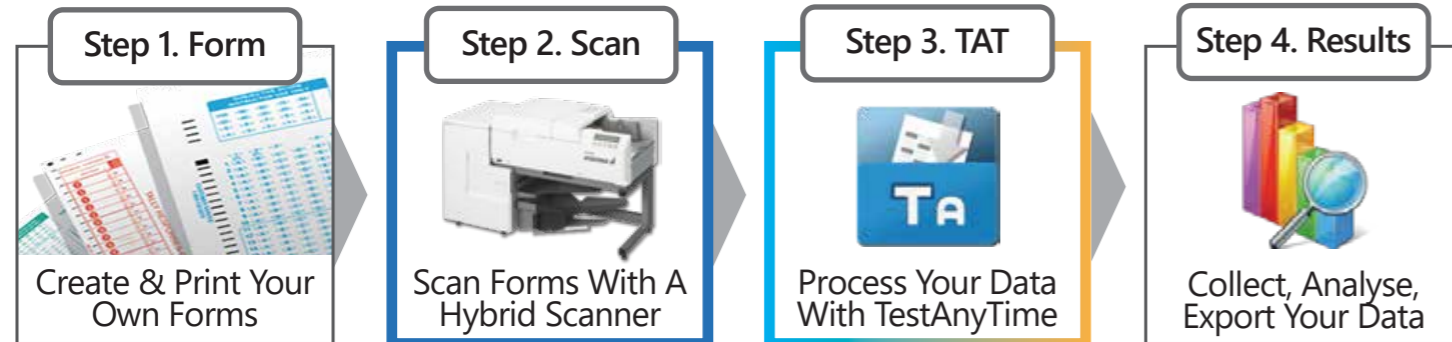 Step 1. Form
Create & Print Your
Own Forms
Step 2. Scan
Scan Forms With A
Hybrid Scanner
Step 3. TAT
TA
Process Your Data
With TestAnyTime
Step 4. Results
Collect, Analyse,
Export Your Data